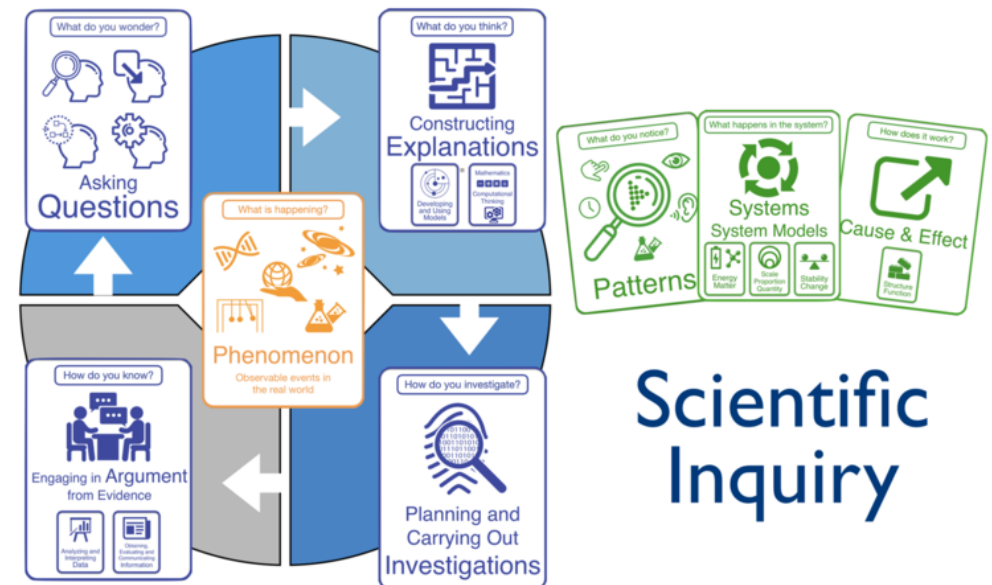 What do you wonder?
Asking
Questions
What do you think?
Constructing
Explanations
Developing
and Using
Models
Mathematics
Computational
Thinking
What is happening?
Phenomenon
Observable events in
the real world
How do you know?
Engaging in Argument
from Evidence
Analyzing and
Interpreting
Data
Obtaining,
Evaluating and
Communicating
Information
How do you investigate?
Planning and
Carrying Out
Investigations
What do you notice?
Patterns
What happens in the system?
Systems
System Models
Energy
Matter
Scale
Proportion
Quantity
Stability
Change
How does it work?
Cause & Effect
Structure
Function
Scientific
Inquiry